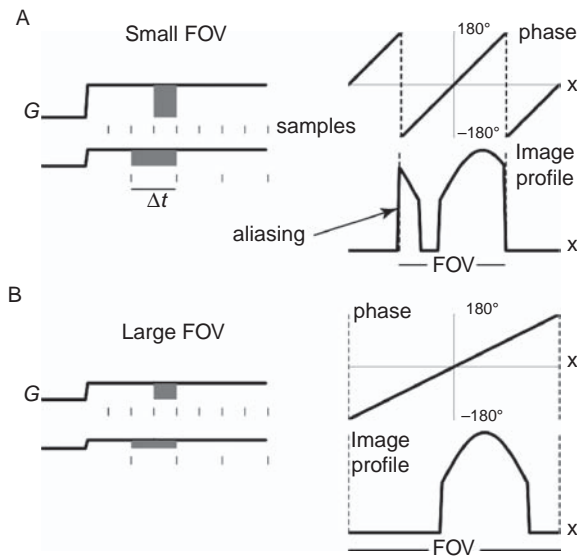 A
Small FOV
G
samples
Δt
180°
phase
x
–180°
Image
profile
aliasing
x
FOV
B
Large FOV
G
phase
180°
x
–180°
Image
profile
x
FOV